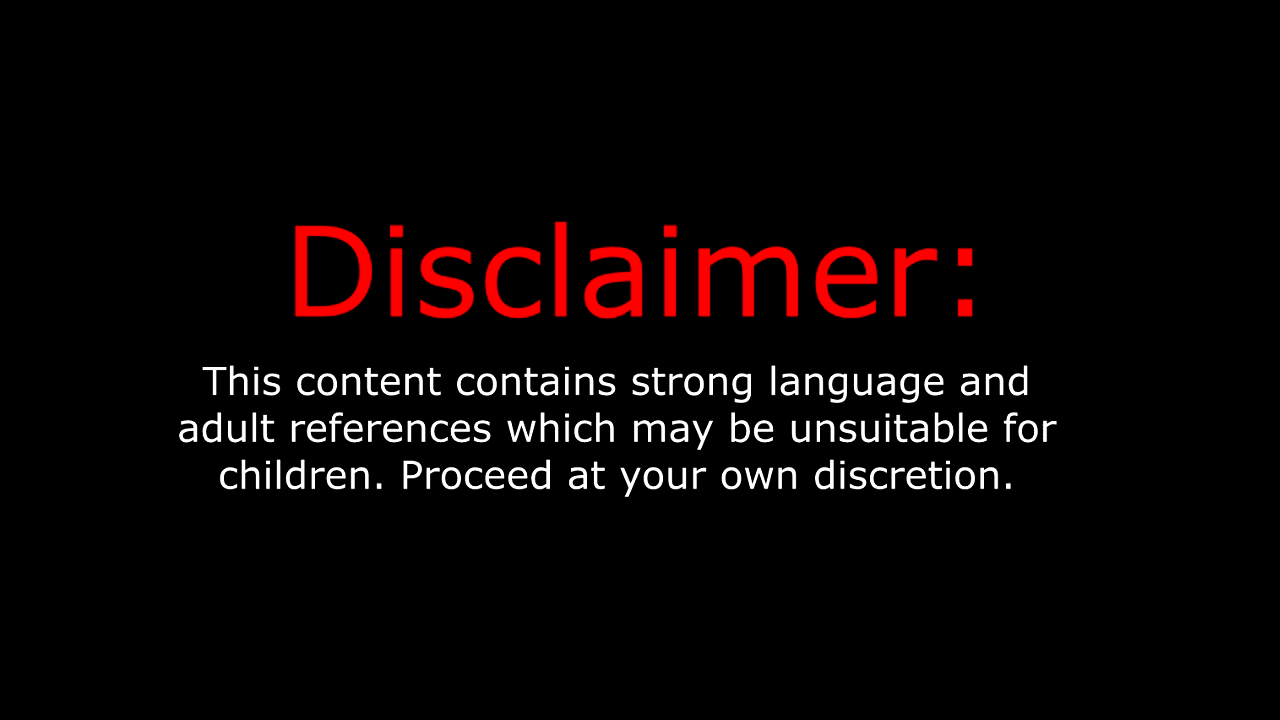 Disclaimer:
This content contains strong language and
adult references which may be unsuitable for
children. Proceed at your own discretion.